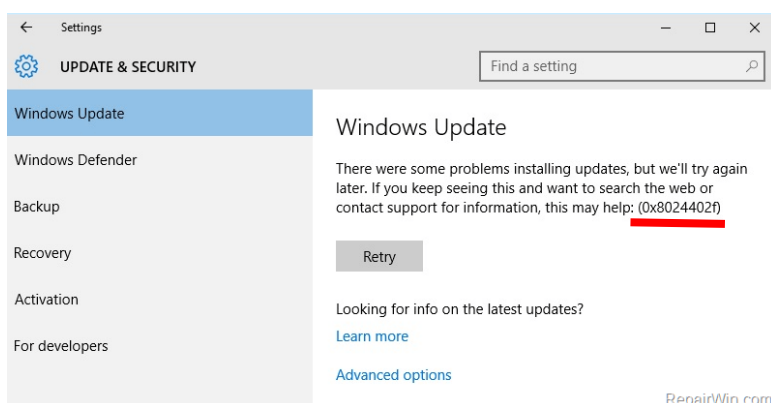 Settings
UPDATE & SECURITY
Find a setting
Windows Update
Windows Defender
Backup
Recovery
Activation
For developers
Windows Update
There were some problems installing updates, but we'll try again
later. If you keep seeing this and want to search the web or
contact support for information, this may help: (0x8024402f)
Retry
Looking for info on the latest updates?
Learn more
Advanced options
RepairWin.com